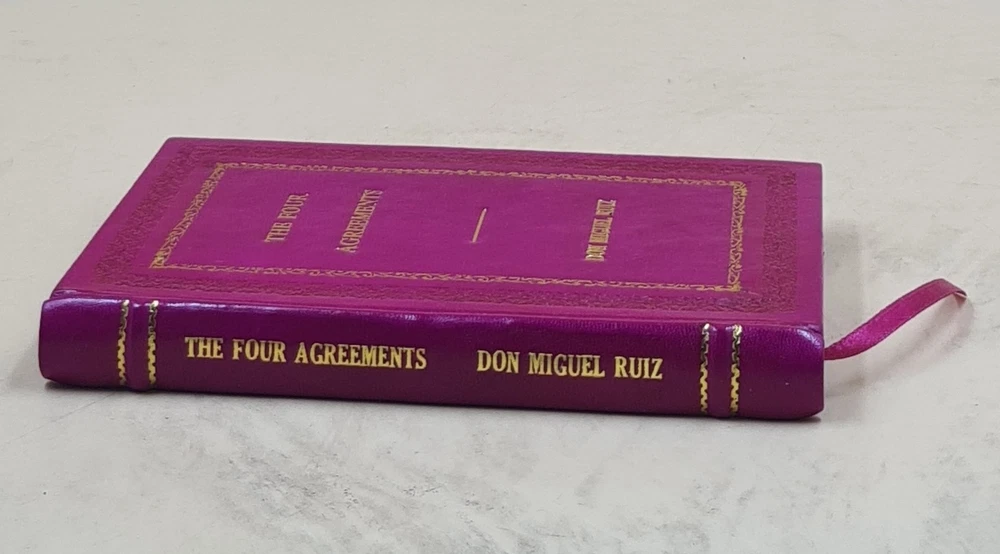 THE FOUR
AGREEMENTS
DON MIGUEL RUIZ
THE FOUR AGREEMENTS DON MIGUEL RUIZ